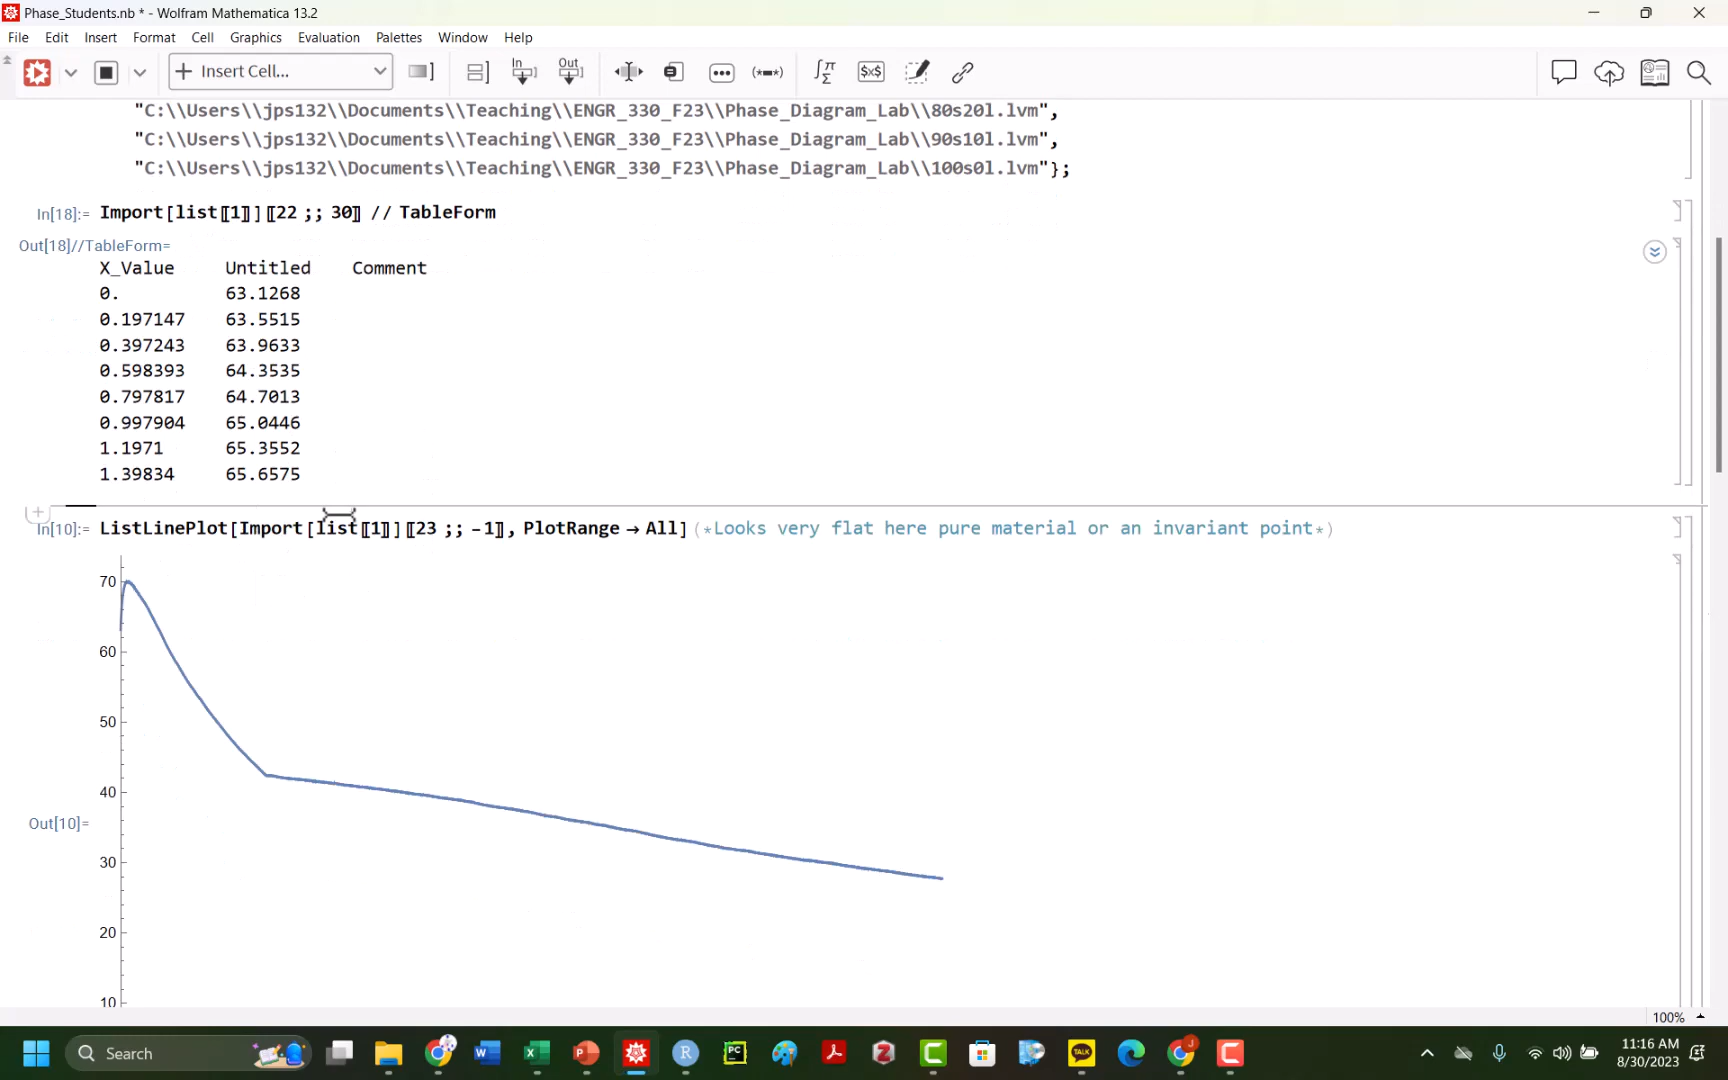 Phase_Students.nb * - Wolfram Mathematica 13.2
File Edit Insert Format Cell Graphics Evaluation Palettes Window Help
Insert Cell... In Out $x$
"C:\\Users\\jps132\\Documents\\Teaching\\ENGR_330_F23\\Phase_Diagram_Lab\\80s20l.lvm",
"C:\\Users\\jps132\\Documents\\Teaching\\ENGR_330_F23\\Phase_Diagram_Lab\\90s10l.lvm",
"C:\\Users\\jps132\\Documents\\Teaching\\ENGR_330_F23\\Phase_Diagram_Lab\\100s0l.lvm"};
In[18]:= Import[list〚1〛]〚22 ;; 30〛 // TableForm
Out[18]//TableForm=
X_Value Untitled Comment
0. 63.1268
0.197147 63.5515
0.397243 63.9633
0.598393 64.3535
0.797817 64.7013
0.997904 65.0446
1.1971 65.3552
1.39834 65.6575
In[10]:= ListLinePlot[Import[list〚1〛]〚23 ;; -1〛, PlotRange → All] (*Looks very flat here pure material or an invariant point*)
70
60
50
40
Out[10]=
30
20
10
100%
Search
PC
TALK
11:16 AM
8/30/2023